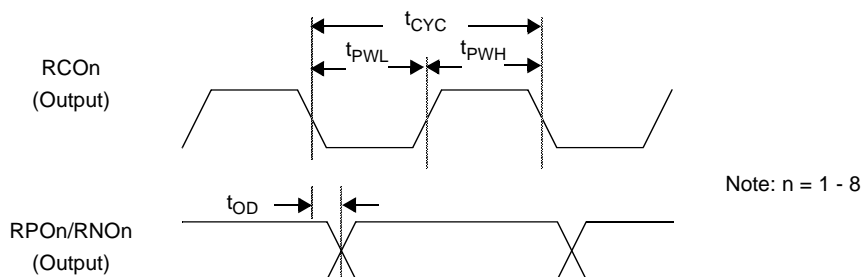 tCYC
tPWL
tPWH
RCOn
(Output)
Note: n = 1 - 8
tOD
RPOn/RNOn
(Output)